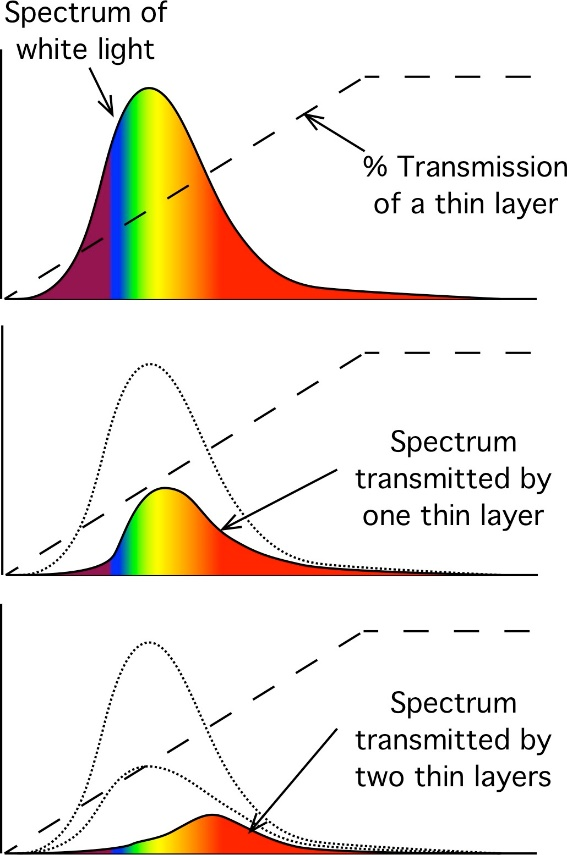 Spectrum of
white light
% Transmission
of a thin layer
Spectrum
transmitted by
one thin layer
Spectrum
transmitted by
two thin layers